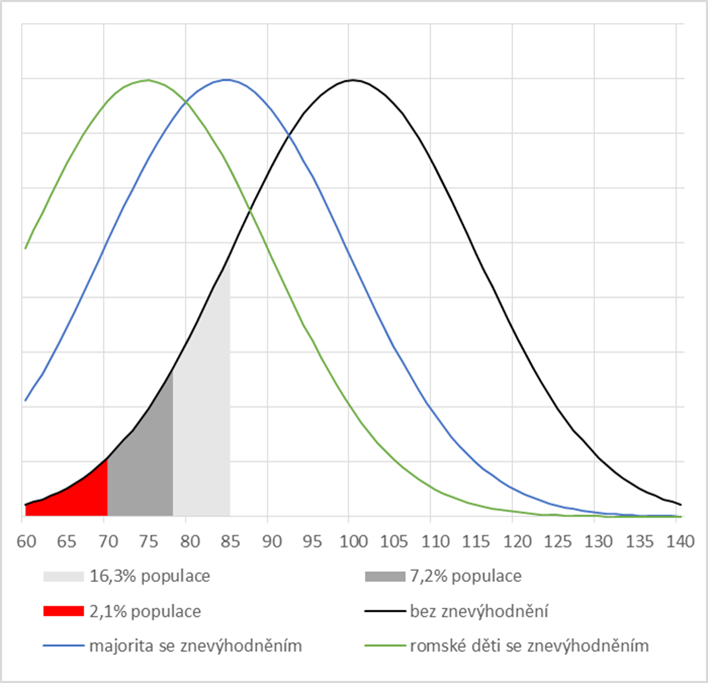 60 65 70 75 80 85 90 95 100 105 110 115 120 125 130 135 140
16,3% populace 7,2% populace
2,1% populace bez znevýhodnění
majorita se znevýhodněním romské děti se znevýhodněním